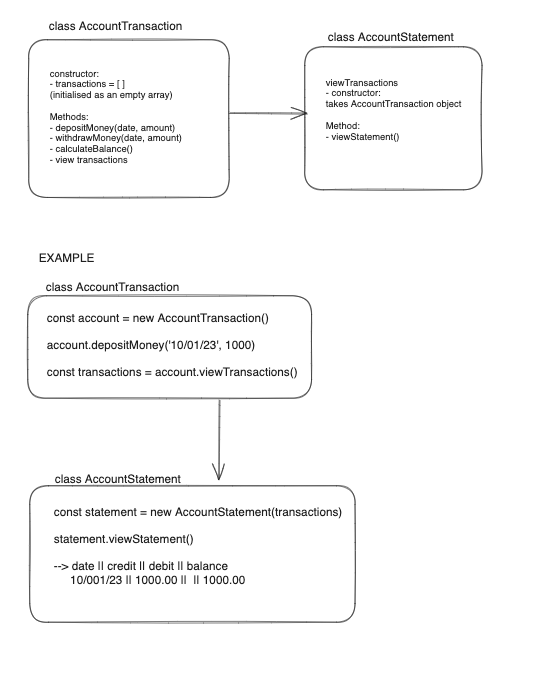 class AccountTransaction
constructor:
- transactions = [ ]
(initialised as an empty array)
Methods:
- depositMoney(date, amount)
- withdrawMoney(date, amount)
- calculateBalance()
- view transactions
class AccountStatement
viewTransactions
- constructor:
takes AccountTransaction object
Method:
- viewStatement()
EXAMPLE
class AccountTransaction
const account = new AccountTransaction()
account.depositMoney('10/01/23', 1000)
const transactions = account.viewTransactions()
class AccountStatement
const statement = new AccountStatement(transactions)
statement.viewStatement()
--> date || credit || debit || balance
10/001/23 || 1000.00 || || 1000.00